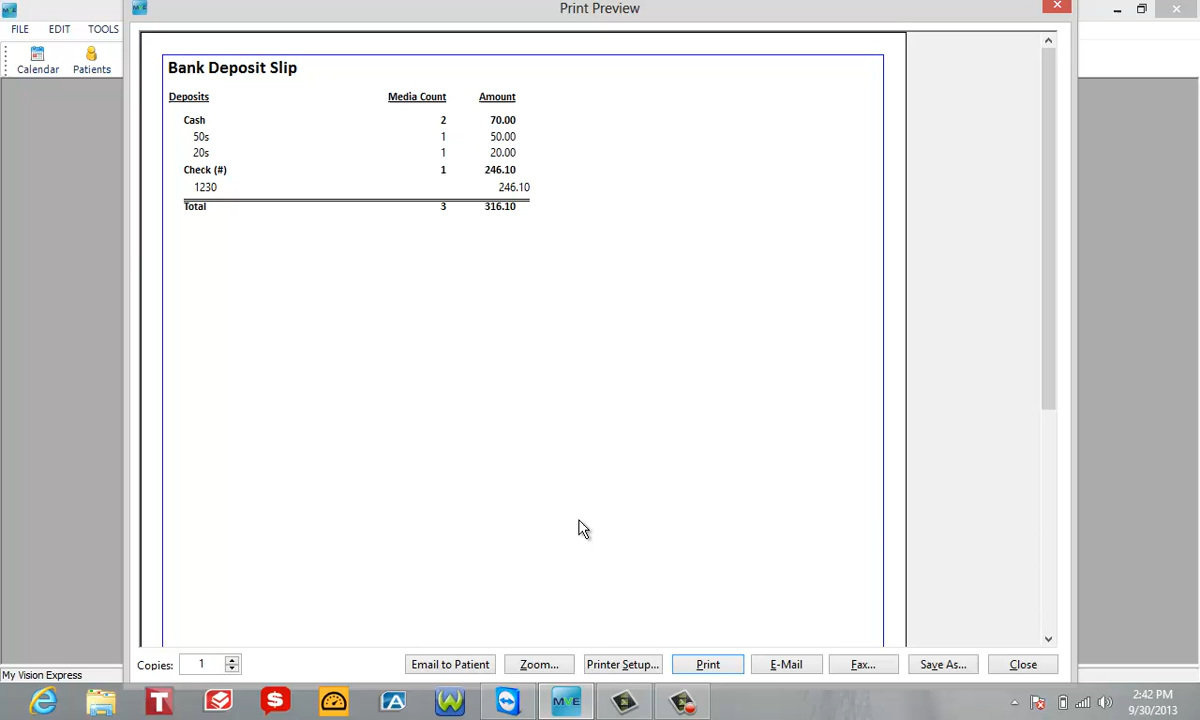 Print Preview
FILE EDIT TOOLS
Calendar Patients
Bank Deposit Slip
Deposits Media Count Amount
Cash 2 70.00
50s 1 50.00
20s 1 20.00
Check (#) 1 246.10
1230 246.10
Total 3 316.10
Copies: 1 Email to Patient Zoom... Printer Setup... Print E-Mail Fax... Save As... Close
My Vision Express
MVE
2:42 PM
9/30/2013